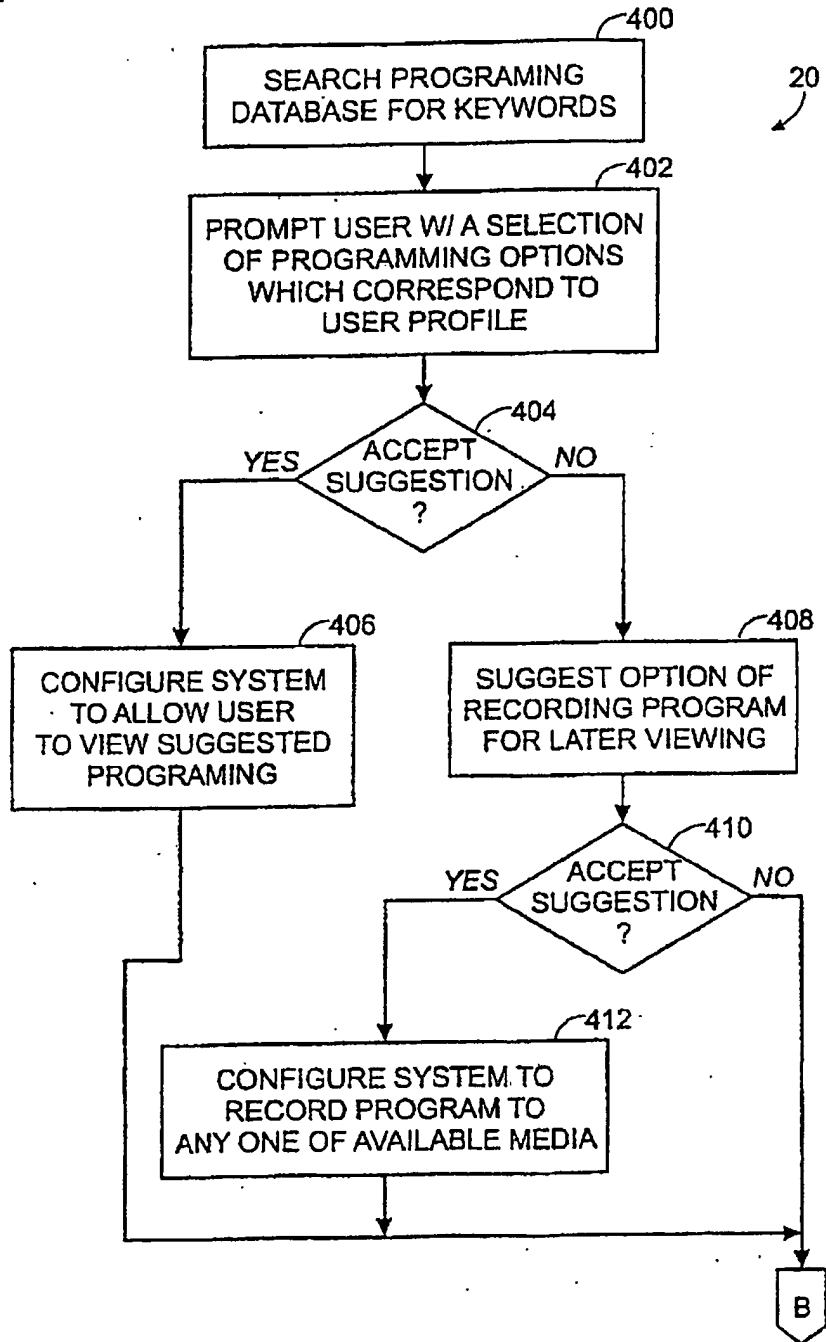 400
SEARCH PROGRAMING
DATABASE FOR KEYWORDS
20
402
PROMPT USER W/ A SELECTION
OF PROGRAMMING OPTIONS
WHICH CORRESPOND TO
USER PROFILE
404
YES
ACCEPT
SUGGESTION
?
NO
406
CONFIGURE SYSTEM
TO ALLOW USER
TO VIEW SUGGESTED
PROGRAMING
408
SUGGEST OPTION OF
RECORDING PROGRAM
FOR LATER VIEWING
410
YES
ACCEPT
SUGGESTION
?
NO
412
CONFIGURE SYSTEM TO
RECORD PROGRAM TO
ANY ONE OF AVAILABLE MEDIA
B